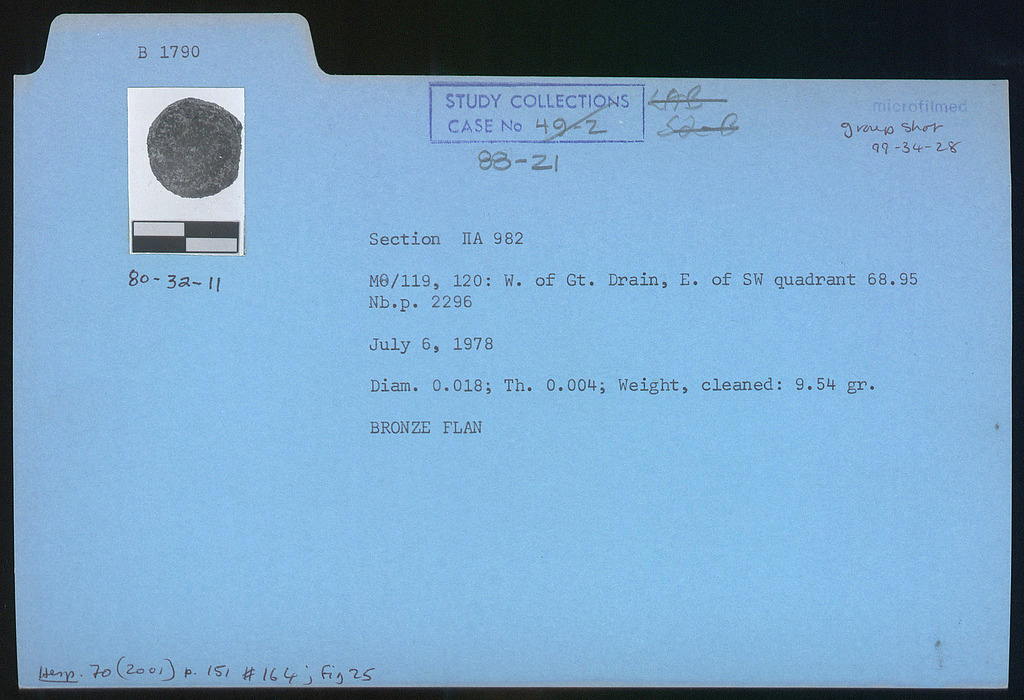 B 1790
STUDY COLLECTIONS
CASE No 49-2
LAB
microfilmed
group shot
99-34-28
88-21
80-32-11
Section ΠA 982
MΘ/119, 120: W. of Gt. Drain, E. of SW quadrant 68.95
Nb.p. 2296
July 6, 1978
Diam. 0.018; Th. 0.004; Weight, cleaned: 9.54 gr.
BRONZE FLAN
Hesp. 70 (2001) p. 151 #164; fig 25